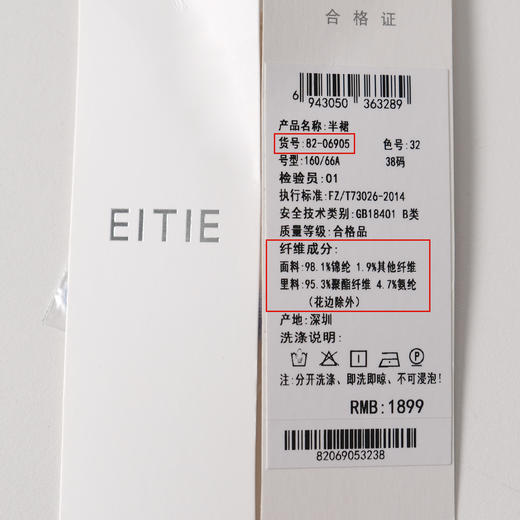 EITIE
合格证
6 943050 363289
产品名称:半裙
货号:82-06905 色号:32
号型:160/66A 38码
检验员:01
执行标准:FZ/T73026-2014
安全技术类别:GB18401 B类
质量等级:合格品
纤维成分:
面料:98.1%锦纶 1.9%其他纤维
里料:95.3%聚酯纤维 4.7%氨纶
(花边除外)
产地:深圳
洗涤说明:
注:分开洗涤、即洗即晾、不可浸泡!
RMB:1899
82069053238